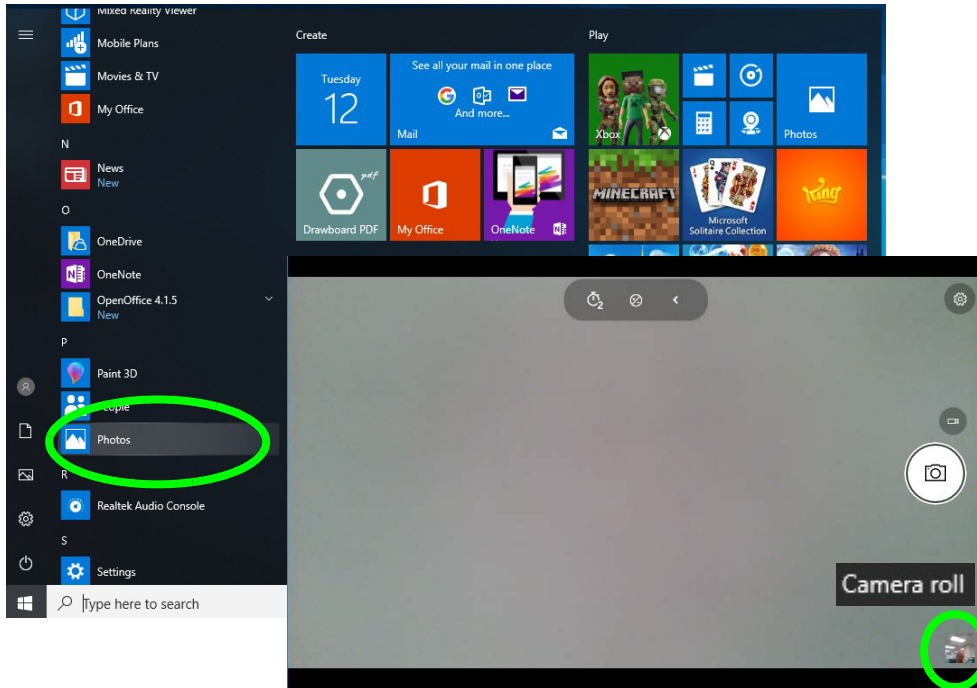 Mixed Reality Viewer
Mobile Plans
Movies & TV
My Office
N
News
New
O
OneDrive
OneNote
OpenOffice 4.1.5
New
P
Paint 3D
People
Photos
R
Realtek Audio Console
S
Settings
Type here to search
Create
Tuesday
12
See all your mail in one place
And more...
Mail
pdf
Drawboard PDF
My Office
OneNote
Play
Xbox
Photos
MINECRAFT
Microsoft
Solitaire Collection
King
2
Camera roll